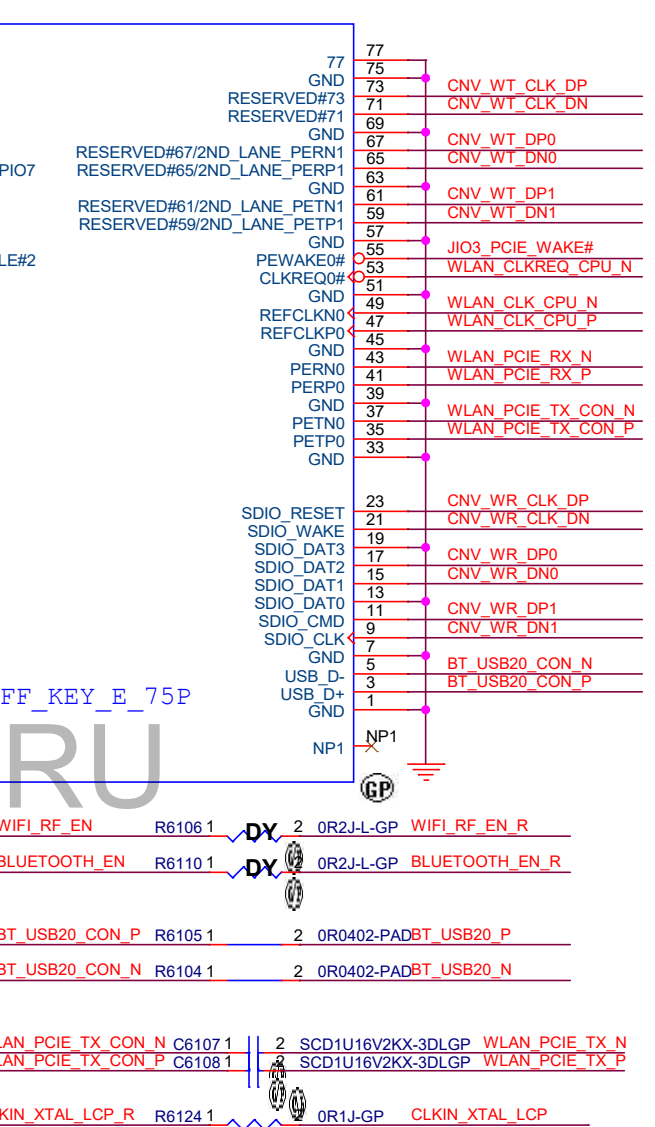 77 77
GND 75
RESERVED#73 73 CNV_WT_CLK_DP
RESERVED#71 71 CNV_WT_CLK_DN
GND 69
RESERVED#67/2ND_LANE_PERN1 67 CNV_WT_DP0
PIO7 RESERVED#65/2ND_LANE_PERP1 65 CNV_WT_DN0
GND 63
RESERVED#61/2ND_LANE_PETN1 61 CNV_WT_DP1
RESERVED#59/2ND_LANE_PETP1 59 CNV_WT_DN1
GND 57
LE#2 PEWAKE0# 55 JIO3_PCIE_WAKE#
CLKREQ0# 53 WLAN_CLKREQ_CPU_N
GND 51
REFCLKN0 49 WLAN_CLK_CPU_N
REFCLKP0 47 WLAN_CLK_CPU_P
GND 45
PERN0 43 WLAN_PCIE_RX_N
PERP0 41 WLAN_PCIE_RX_P
GND 39
PETN0 37 WLAN_PCIE_TX_CON_N
PETP0 35 WLAN_PCIE_TX_CON_P
GND 33
SDIO_RESET 23 CNV_WR_CLK_DP
SDIO_WAKE 21 CNV_WR_CLK_DN
SDIO_DAT3 19
SDIO_DAT2 17 CNV_WR_DP0
SDIO_DAT1 15 CNV_WR_DN0
SDIO_DAT0 13
SDIO_CMD 11 CNV_WR_DP1
SDIO_CLK 9 CNV_WR_DN1
GND 7
USB_D- 5 BT_USB20_CON_N
USB_D+ 3 BT_USB20_CON_P
GND 1
FF_KEY_E_75P
NP1 NP1
RU
GP
WIFI_RF_EN R6106 1 DY 2 0R2J-L-GP WIFI_RF_EN_R
BLUETOOTH_EN R6110 1 DY 2 0R2J-L-GP BLUETOOTH_EN_R
BT_USB20_CON_P R6105 1 2 0R0402-PAD BT_USB20_P
BT_USB20_CON_N R6104 1 2 0R0402-PAD BT_USB20_N
LAN_PCIE_TX_CON_N C6107 1 2 SCD1U16V2KX-3DLGP WLAN_PCIE_TX_N
LAN_PCIE_TX_CON_P C6108 1 2 SCD1U16V2KX-3DLGP WLAN_PCIE_TX_P
KIN_XTAL_LCP_R R6124 1 2 0R1J-GP CLKIN_XTAL_LCP